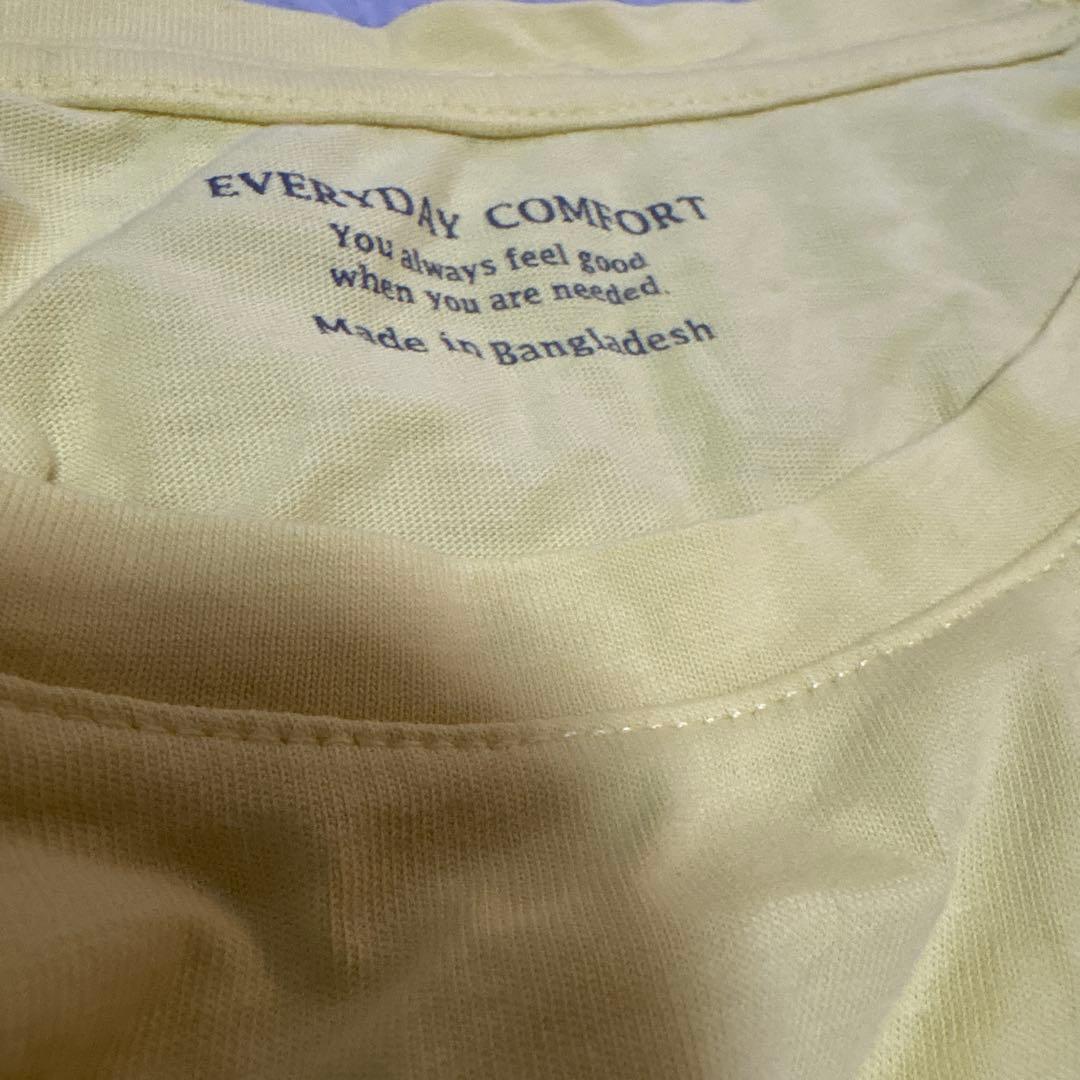 EVERYDAY COMFORT
You always feel good
when you are needed.
Made in Bangladesh